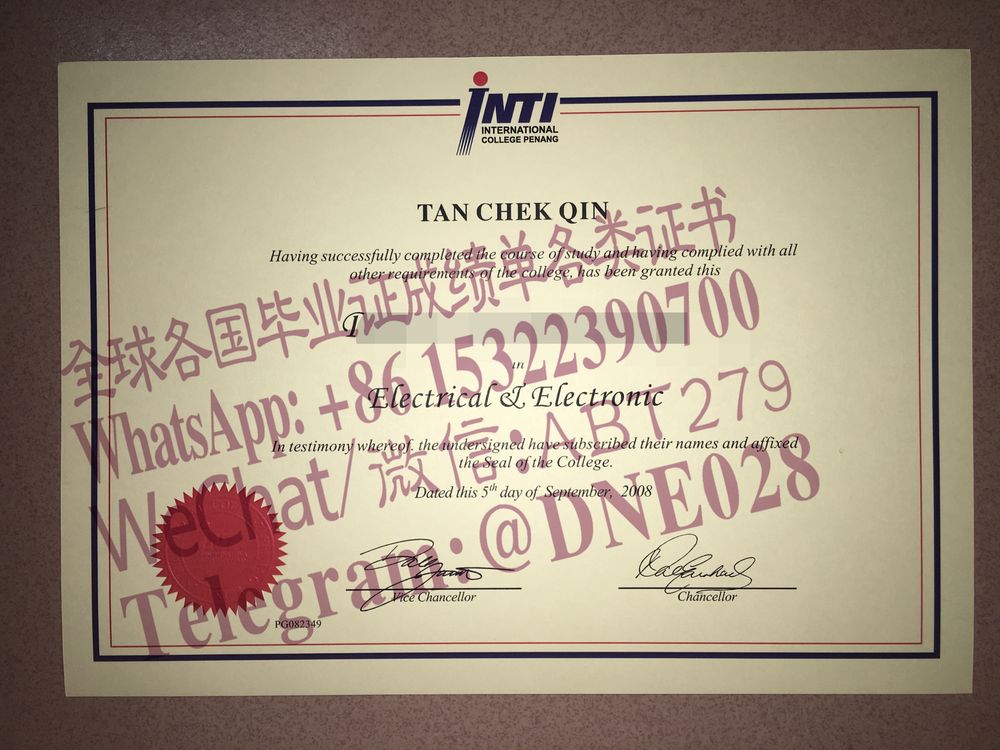 INTI
INTERNATIONAL
COLLEGE PENANG
TAN CHEK QIN
Having successfully completed the course of study and having complied with all
other requirements of the college, has been granted this
in
Electrical & Electronic
In testimony whereof, the undersigned have subscribed their names and affixed
the Seal of the College.
Dated this 5th day of September, 2008
Vice Chancellor
Chancellor
PG082349
全球各国毕业证成绩单各类证书
WhatsApp: +86 15322390700
WeChat/微信:ABT279
Telegram:@DNE028